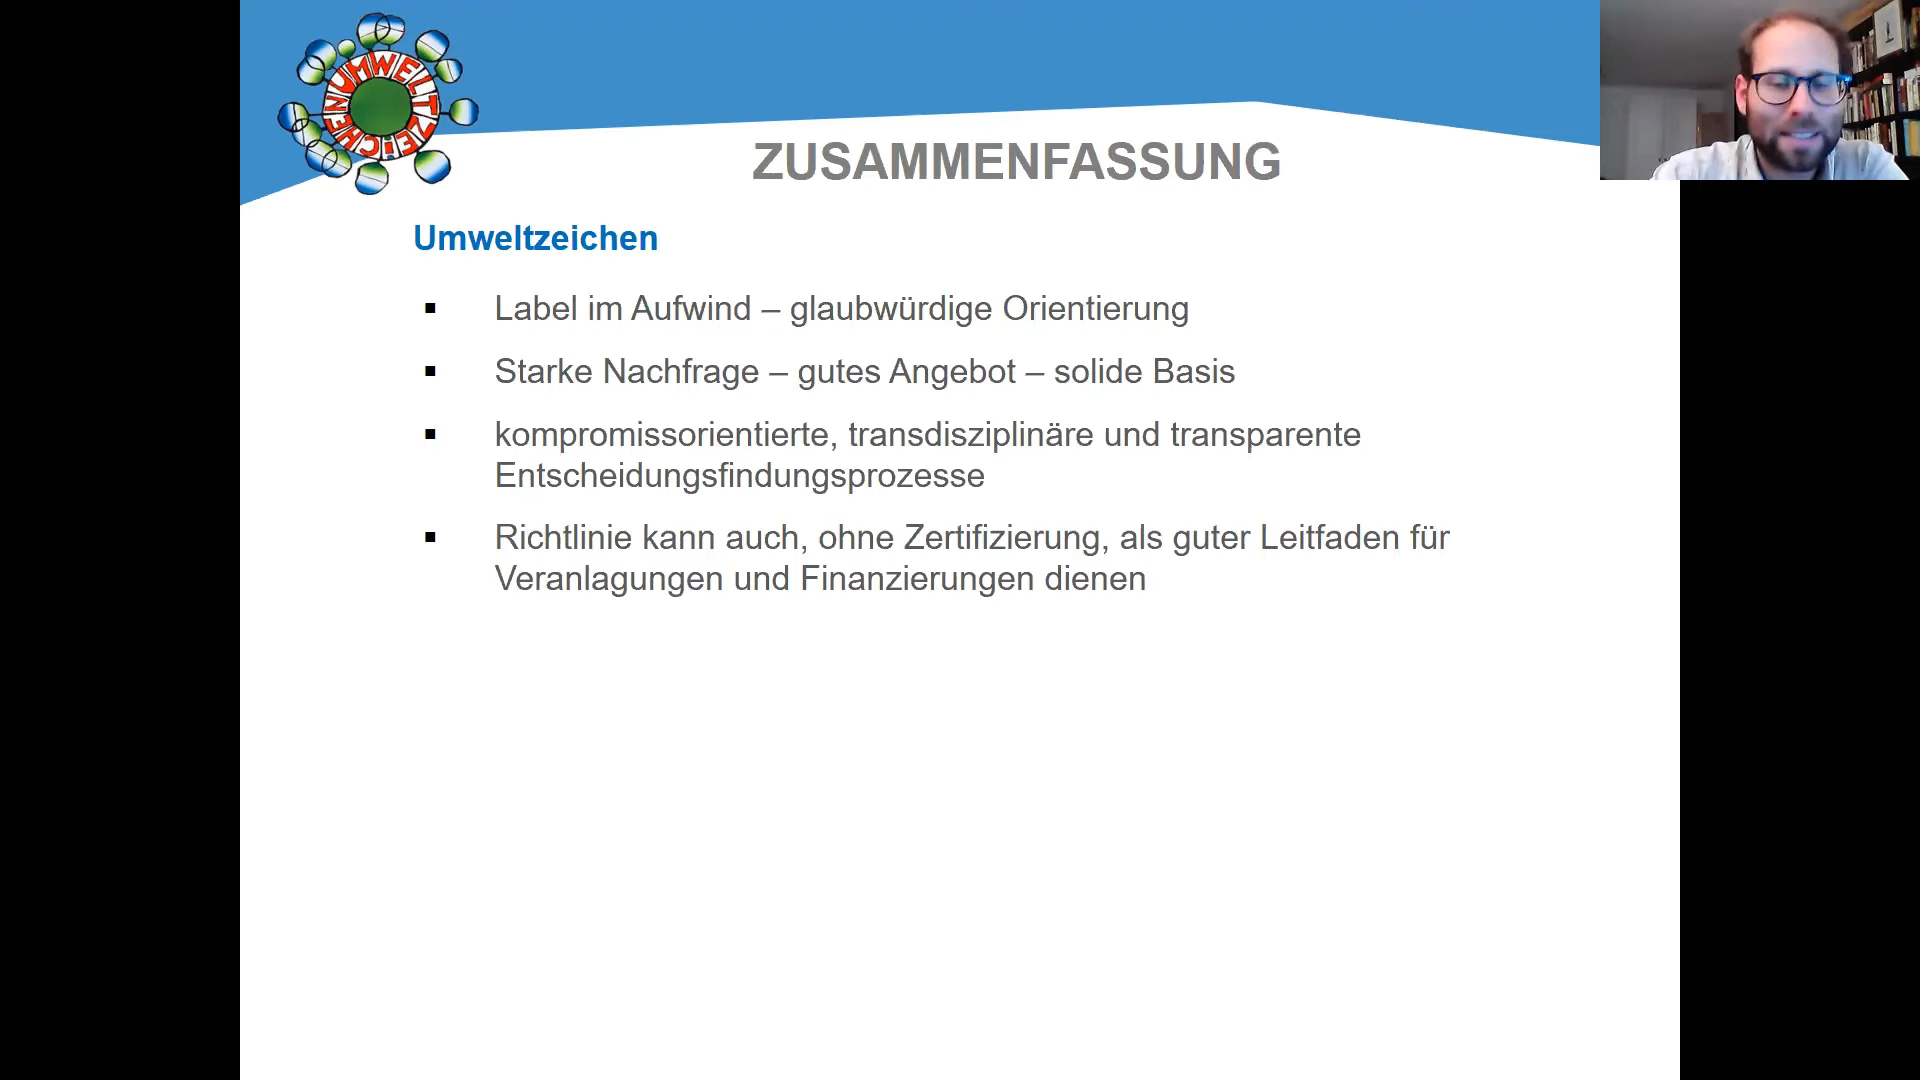 UMWELTZEICHEN
ZUSAMMENFASSUNG
Umweltzeichen
▪ Label im Aufwind – glaubwürdige Orientierung
▪ Starke Nachfrage – gutes Angebot – solide Basis
▪ kompromissorientierte, transdisziplinäre und transparente
Entscheidungsfindungsprozesse
▪ Richtlinie kann auch, ohne Zertifizierung, als guter Leitfaden für
Veranlagungen und Finanzierungen dienen